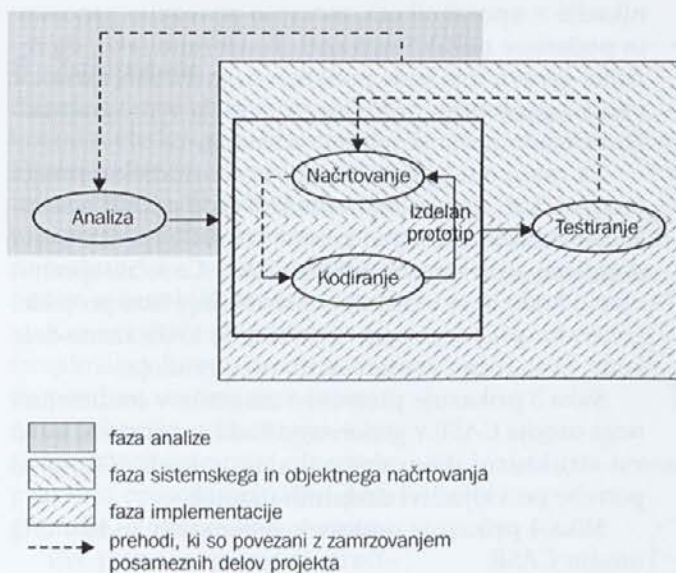 Analiza
Načrtovanje
Izdelan
prototip
Kodiranje
Testiranje
faza analize
faza sistemskega in objektnega načrtovanja
faza implementacije
prehodi, ki so povezani z zamrzovanjem
posameznih delov projekta